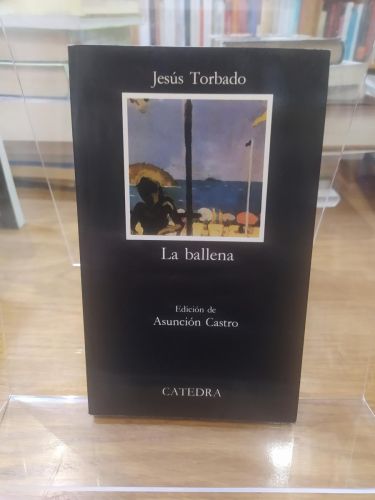 Jesús Torbado
La ballena
Edición de
Asunción Castro
CATEDRA